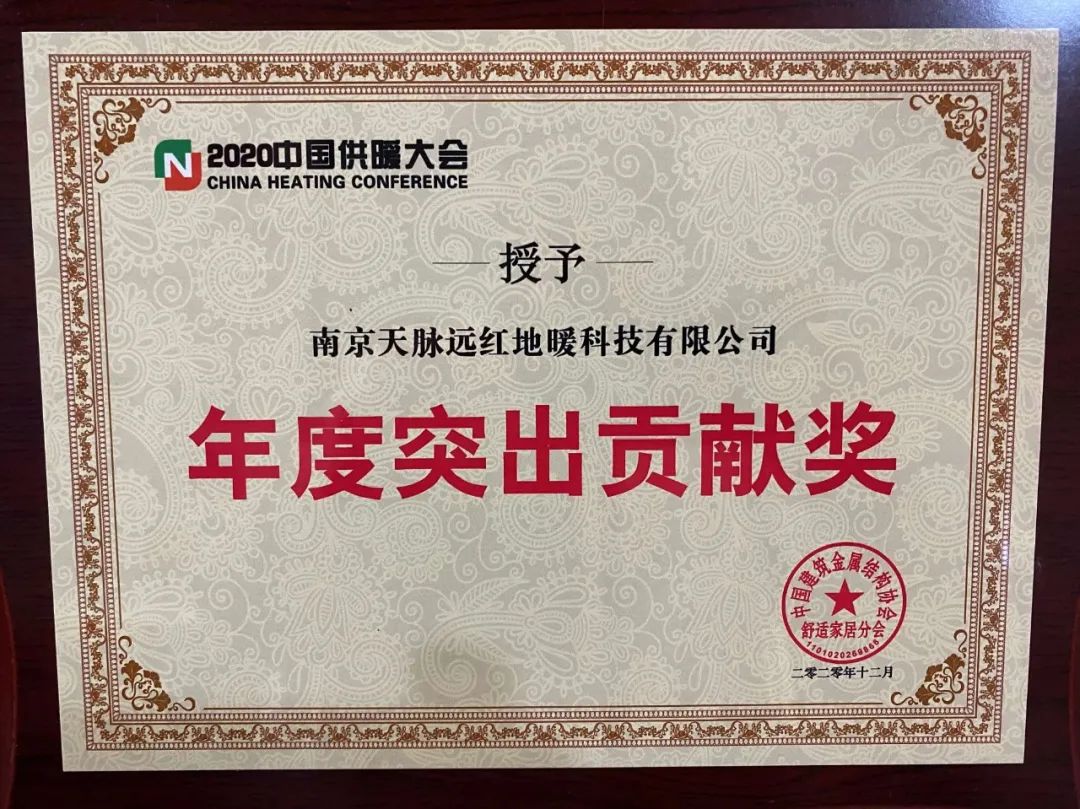 N
2020中国供暖大会
CHINA HEATING CONFERENCE
授予
南京天脉远红地暖科技有限公司
年度突出贡献奖
中国建筑金属结构协会
舒适家居分会
二零二零年十二月